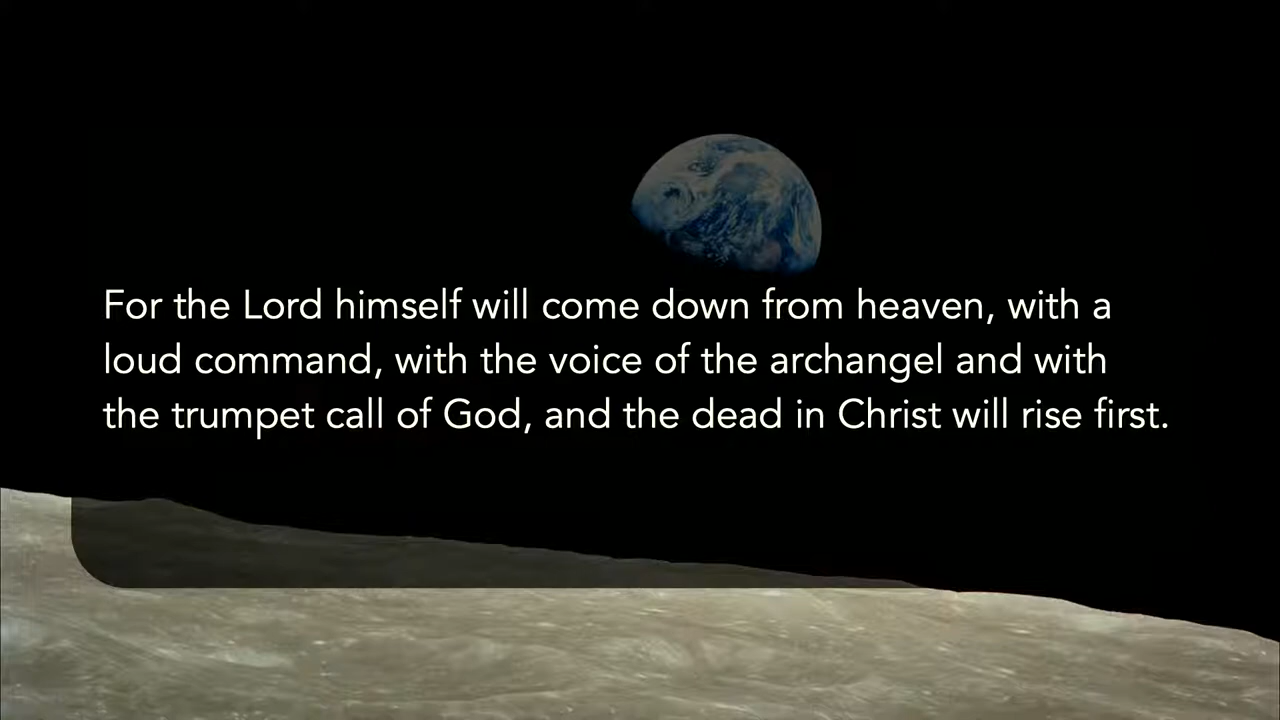 For the Lord himself will come down from heaven, with a
loud command, with the voice of the archangel and with
the trumpet call of God, and the dead in Christ will rise first.